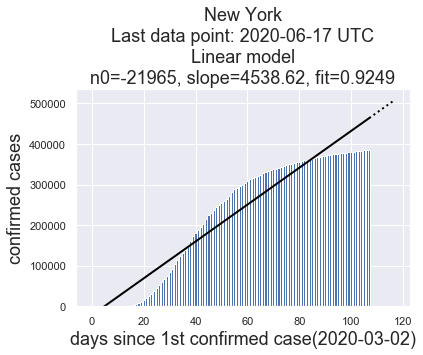 New York
Last data point: 2020-06-17 UTC
Linear model
n0=-21965, slope=4538.62, fit=0.9249
500000
400000
300000
200000
100000
0
confirmed cases
0 20 40 60 80 100 120
days since 1st confirmed case(2020-03-02)